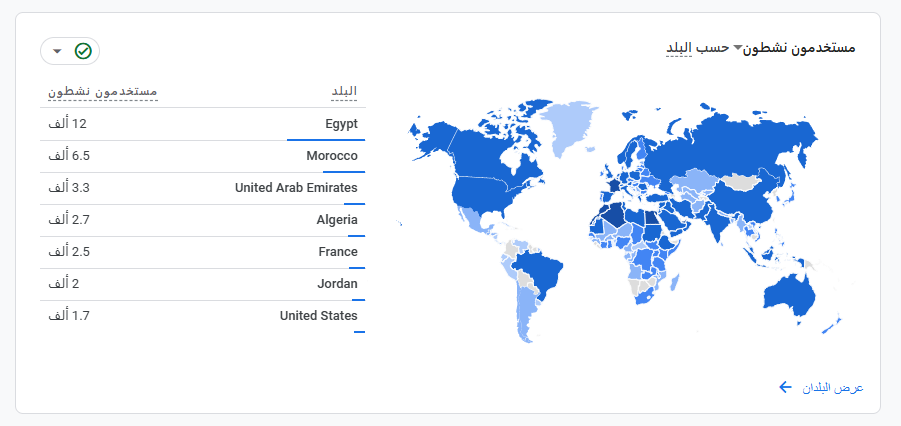 مستخدمون نشطون حسب البلد
البلد مستخدمون نشطون
Egypt 12 ألف
Morocco 6.5 ألف
United Arab Emirates 3.3 ألف
Algeria 2.7 ألف
France 2.5 ألف
Jordan 2 ألف
United States 1.7 ألف
عرض البلدان